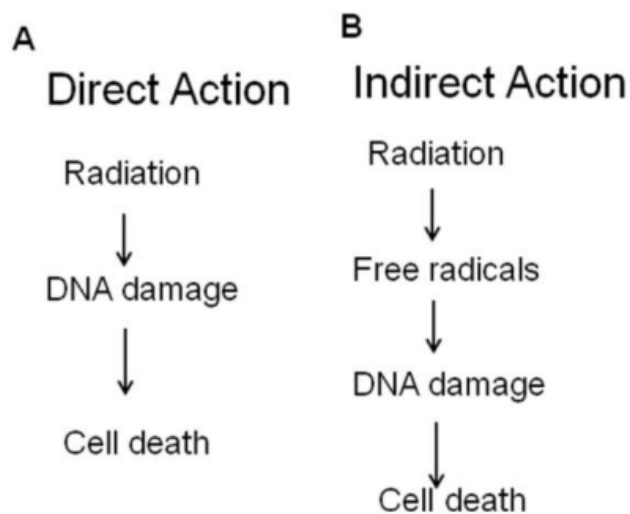 A
Direct Action
Radiation
DNA damage
Cell death
B
Indirect Action
Radiation
Free radicals
DNA damage
Cell death